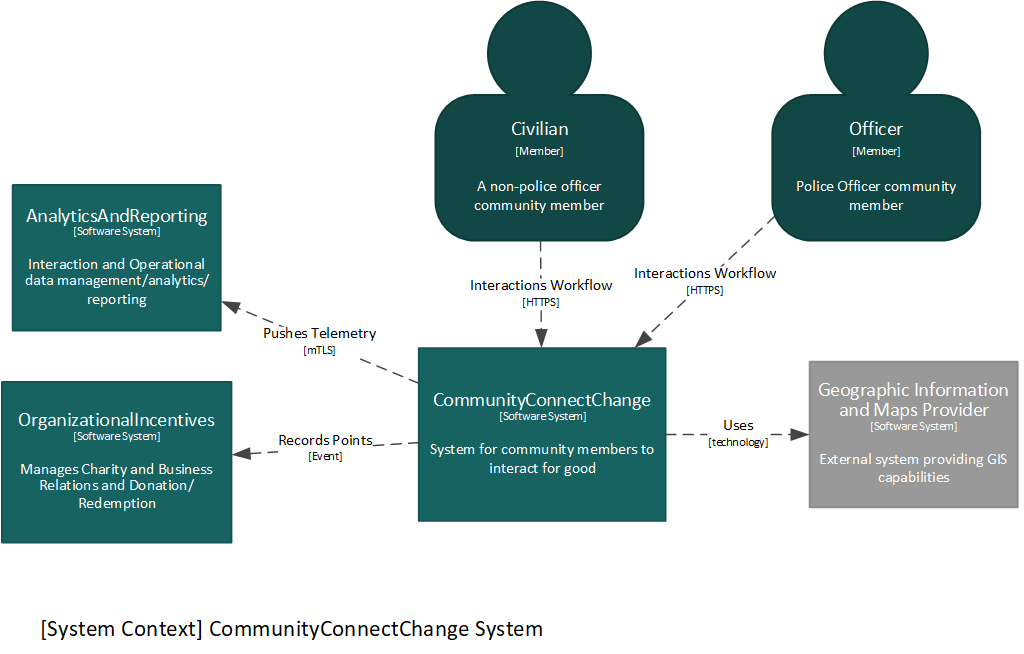 Civilian
[Member]
A non-police officer
community member
Officer
[Member]
Police Officer community
member
AnalyticsAndReporting
[Software System]
Interaction and Operational
data management/analytics/
reporting
Interactions Workflow
[HTTPS]
Interactions Workflow
[HTTPS]
Pushes Telemetry
[mTLS]
OrganizationalIncentives
[Software System]
Manages Charity and Business
Relations and Donation/
Redemption
Records Points
[Event]
CommunityConnectChange
[Software System]
System for community members to
interact for good
Uses
[technology]
Geographic Information
and Maps Provider
[Software System]
External system providing GIS
capabilities
[System Context] CommunityConnectChange System